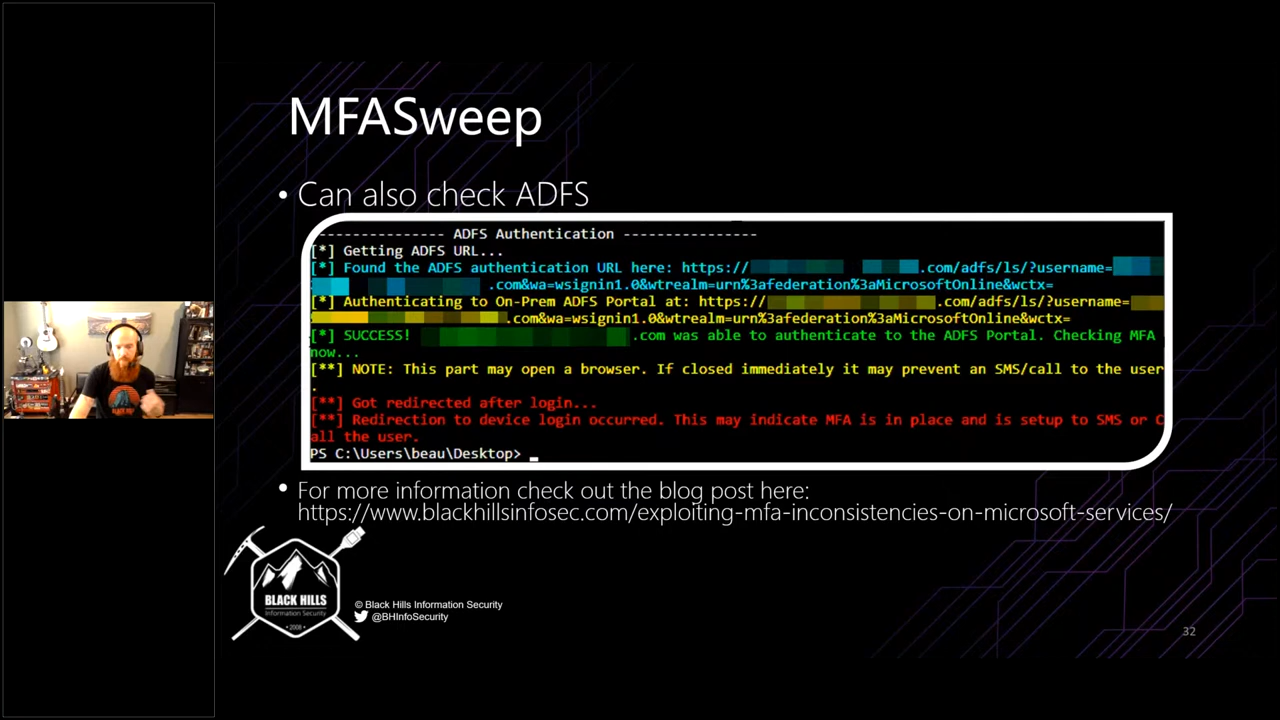 MFASweep
• Can also check ADFS
--------------- ADFS Authentication ----------------
[*] Getting ADFS URL...
[*] Found the ADFS authentication URL here: https:// .com/adfs/ls/?username=
.com&wa=wsignin1.0&wtrealm=urn%3afederation%3aMicrosoftOnline&wctx=
[*] Authenticating to On-Prem ADFS Portal at: https:// .com/adfs/ls/?username=
.com&wa=wsignin1.0&wtrealm=urn%3afederation%3aMicrosoftOnline&wctx=
[*] SUCCESS! .com was able to authenticate to the ADFS Portal. Checking MFA
now...
[**] NOTE: This part may open a browser. If closed immediately it may prevent an SMS/call to the user
.
[**] Got redirected after login...
[**] Redirection to device login occurred. This may indicate MFA is in place and is setup to SMS or C
all the user.
PS C:\Users\beau\Desktop> _
• For more information check out the blog post here:
https://www.blackhillsinfosec.com/exploiting-mfa-inconsistencies-on-microsoft-services/
BLACK HILLS
Information Security
• 2008 •
© Black Hills Information Security
@BHInfoSecurity
32